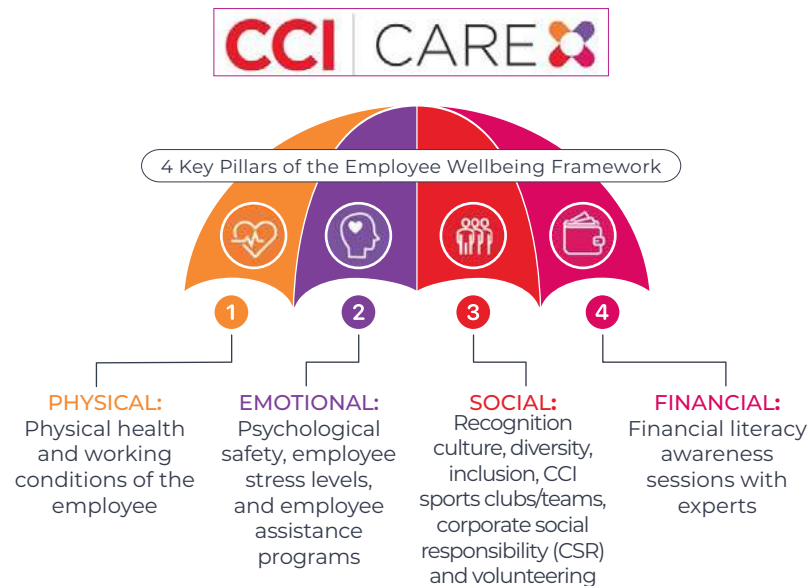 CCI CARE
4 Key Pillars of the Employee Wellbeing Framework
1
2
3
4
PHYSICAL:
Physical health
and working
conditions of the
employee
EMOTIONAL:
Psychological
safety, employee
stress levels,
and employee
assistance
programs
SOCIAL:
Recognition
culture, diversity,
inclusion, CCI
sports clubs/teams,
corporate social
responsibility (CSR)
and volunteering
FINANCIAL:
Financial literacy
awareness
sessions with
experts